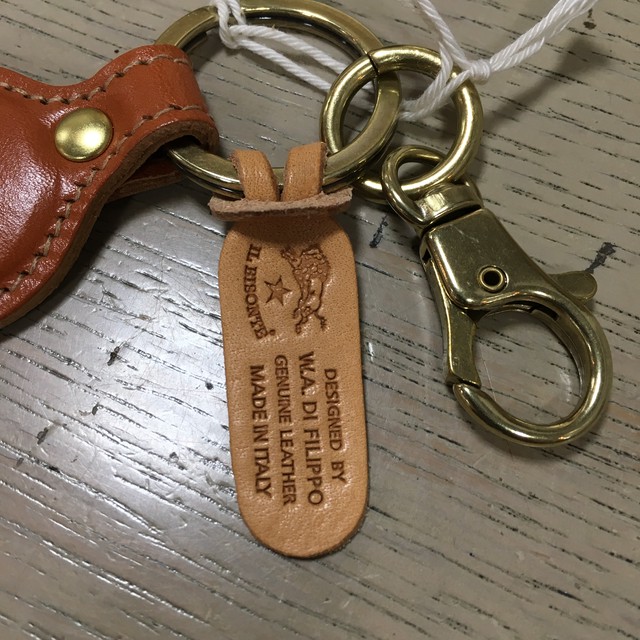 IL BISONTE
DESIGNED BY
W.A. DI FILIPPO
GENUINE LEATHER
MADE IN ITALY